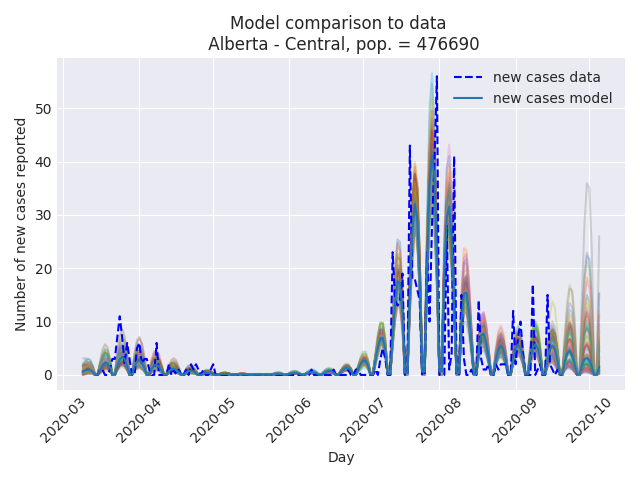 Model comparison to data
Alberta - Central, pop. = 476690
new cases data
new cases model
Number of new cases reported
50
40
30
20
10
0
2020-03
2020-04
2020-05
2020-06
2020-07
2020-08
2020-09
2020-10
Day